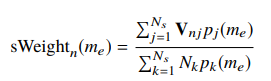 sWeight_n(m_e) = \frac{\sum_{j=1}^{N_s} \mathbf{V}_{nj} p_j(m_e)}{\sum_{k=1}^{N_s} N_k p_k(m_e)}